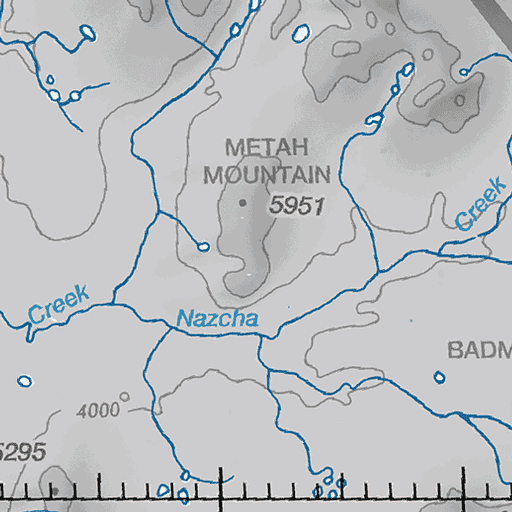 METAH
MOUNTAIN
5951
Creek
Creek
Nazcha
BADM
4000
5295